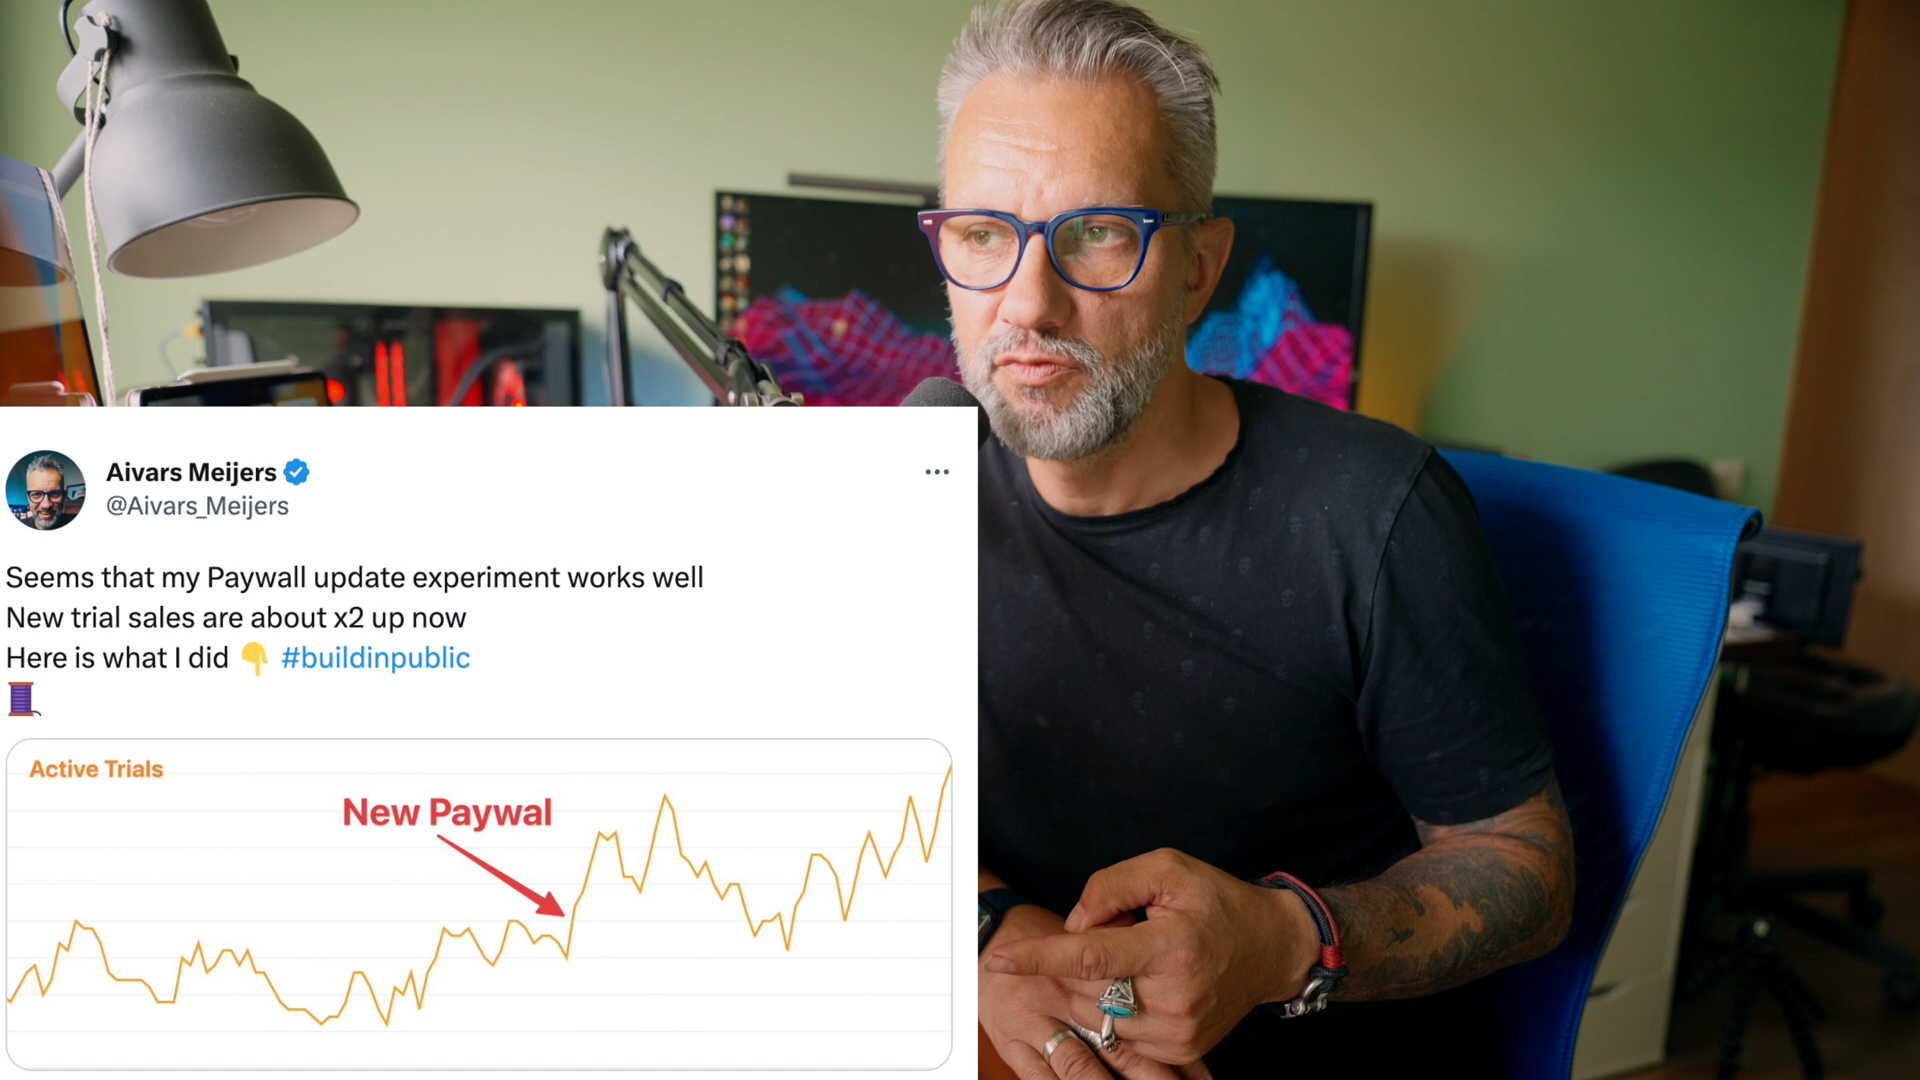 Aivars Meijers
@Aivars_Meijers
Seems that my Paywall update experiment works well
New trial sales are about x2 up now
Here is what I did 👇 #buildinpublic
🧵
Active Trials
New Paywal